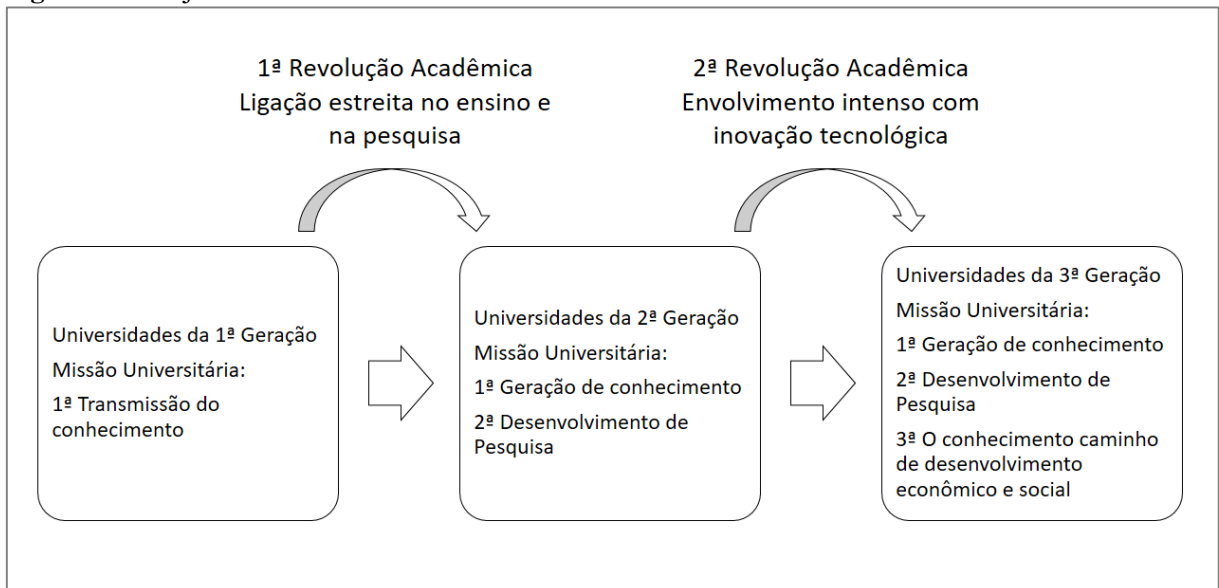 1ª Revolução Acadêmica
Ligação estreita no ensino e
na pesquisa
2ª Revolução Acadêmica
Envolvimento intenso com
inovação tecnológica
Universidades da 1ª Geração
Missão Universitária:
1ª Transmissão do
conhecimento
Universidades da 2ª Geração
Missão Universitária:
1ª Geração de conhecimento
2ª Desenvolvimento de
Pesquisa
Universidades da 3ª Geração
Missão Universitária:
1ª Geração de conhecimento
2ª Desenvolvimento de
Pesquisa
3ª O conhecimento caminho
de desenvolvimento
econômico e social